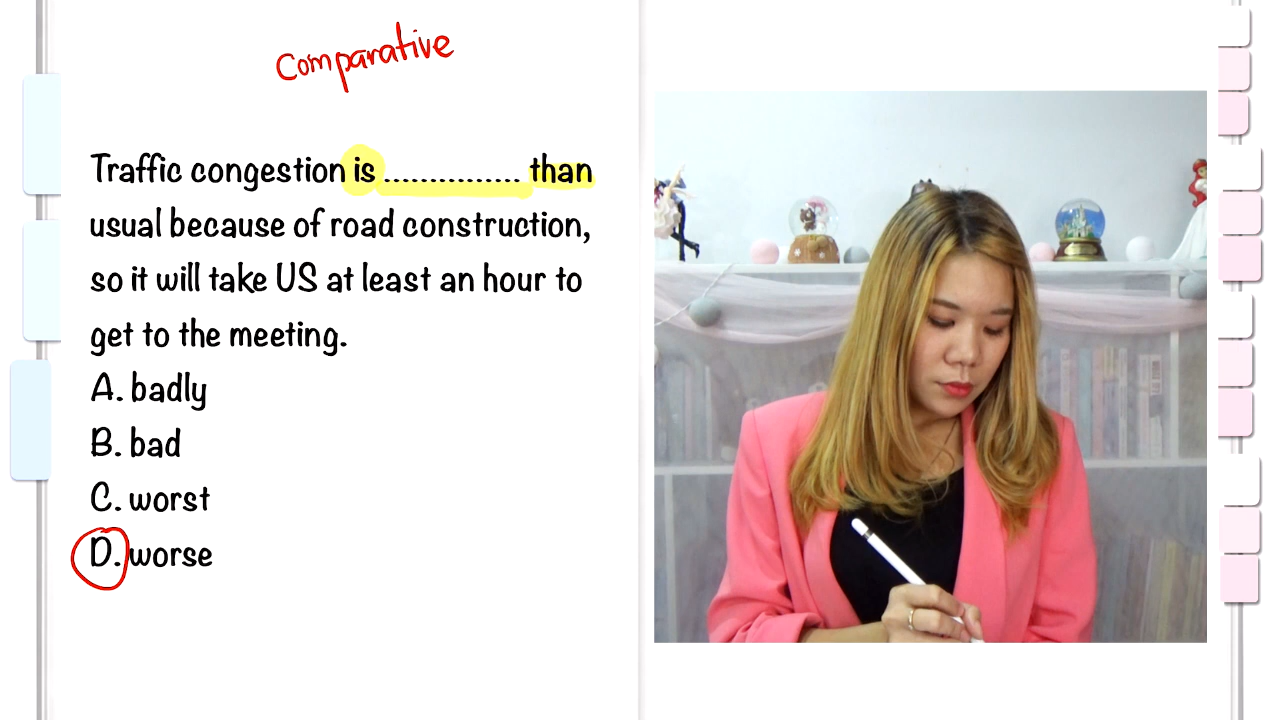 comparative
Traffic congestion is ............... than
usual because of road construction,
so it will take US at least an hour to
get to the meeting.
A. badly
B. bad
C. worst
D. worse